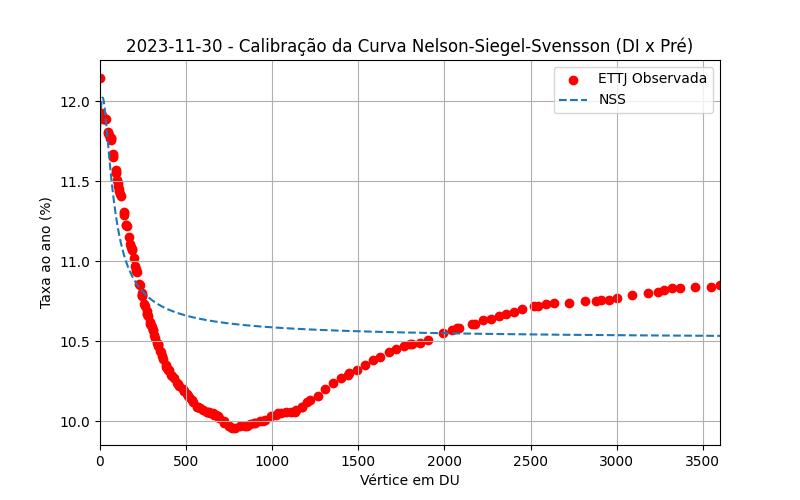 2023-11-30 - Calibração da Curva Nelson-Siegel-Svensson (DI x Pré)
ETTJ Observada
NSS
Taxa ao ano (%)
12.0
11.5
11.0
10.5
10.0
0 500 1000 1500 2000 2500 3000 3500
Vértice em DU